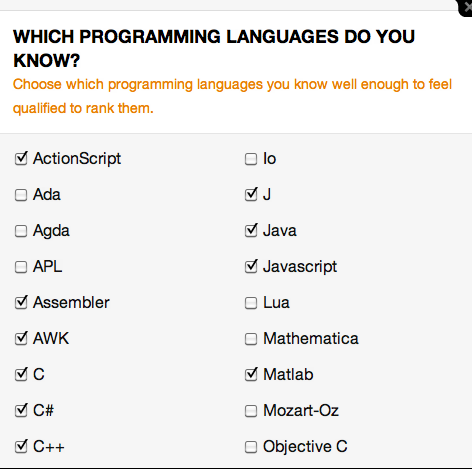 WHICH PROGRAMMING LANGUAGES DO YOU
KNOW?
Choose which programming languages you know well enough to feel
qualified to rank them.
ActionScript
Ada
Agda
APL
Assembler
AWK
C
C#
C++
Io
J
Java
Javascript
Lua
Mathematica
Matlab
Mozart-Oz
Objective C